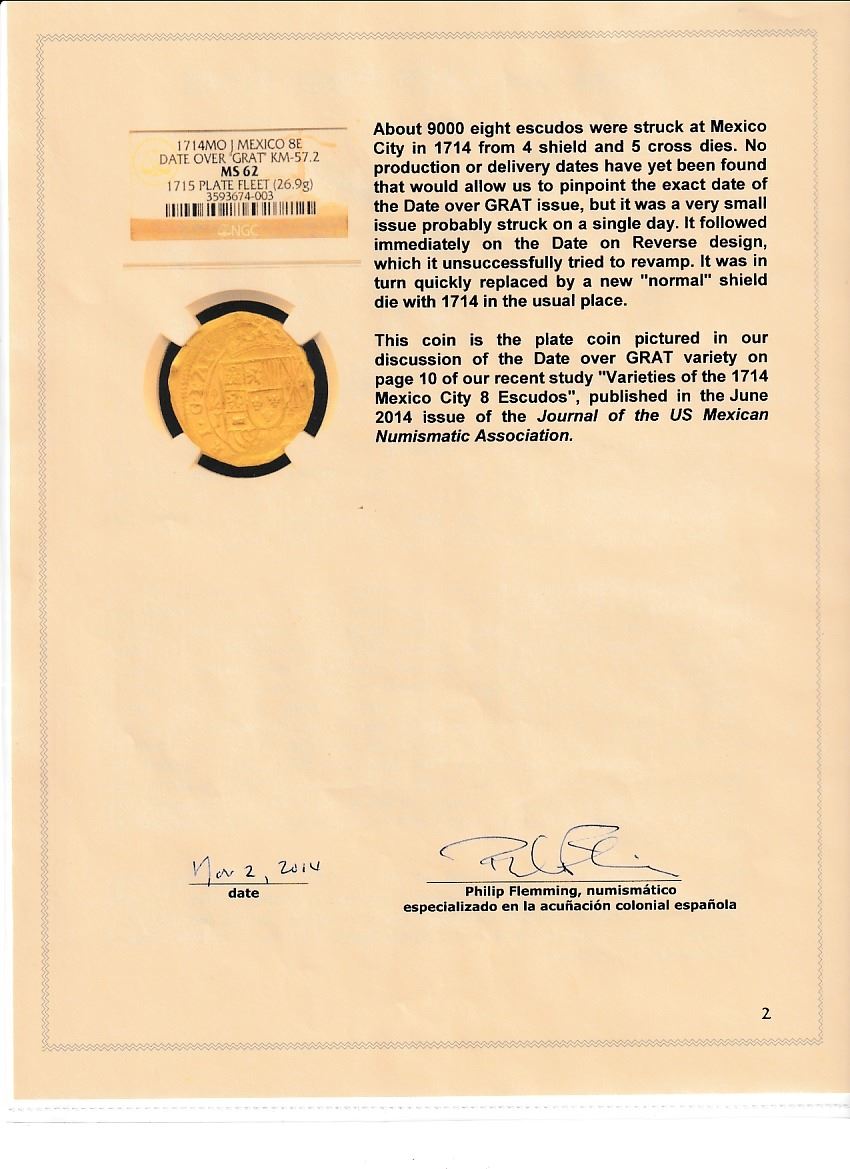 1714MO J MEXICO 8E
DATE OVER 'GRAT' KM-57.2
MS 62
1715 PLATE FLEET (26.9g)
3593674-003
NGC
About 9000 eight escudos were struck at Mexico
City in 1714 from 4 shield and 5 cross dies. No
production or delivery dates have yet been found
that would allow us to pinpoint the exact date of
the Date over GRAT issue, but it was a very small
issue probably struck on a single day. It followed
immediately on the Date on Reverse design,
which it unsuccessfully tried to revamp. It was in
turn quickly replaced by a new "normal" shield
die with 1714 in the usual place.
This coin is the plate coin pictured in our
discussion of the Date over GRAT variety on
page 10 of our recent study "Varieties of the 1714
Mexico City 8 Escudos", published in the June
2014 issue of the Journal of the US Mexican
Numismatic Association.
Nov 2, 2014
date
Philip Flemming, numismático
especializado en la acuñación colonial española
2